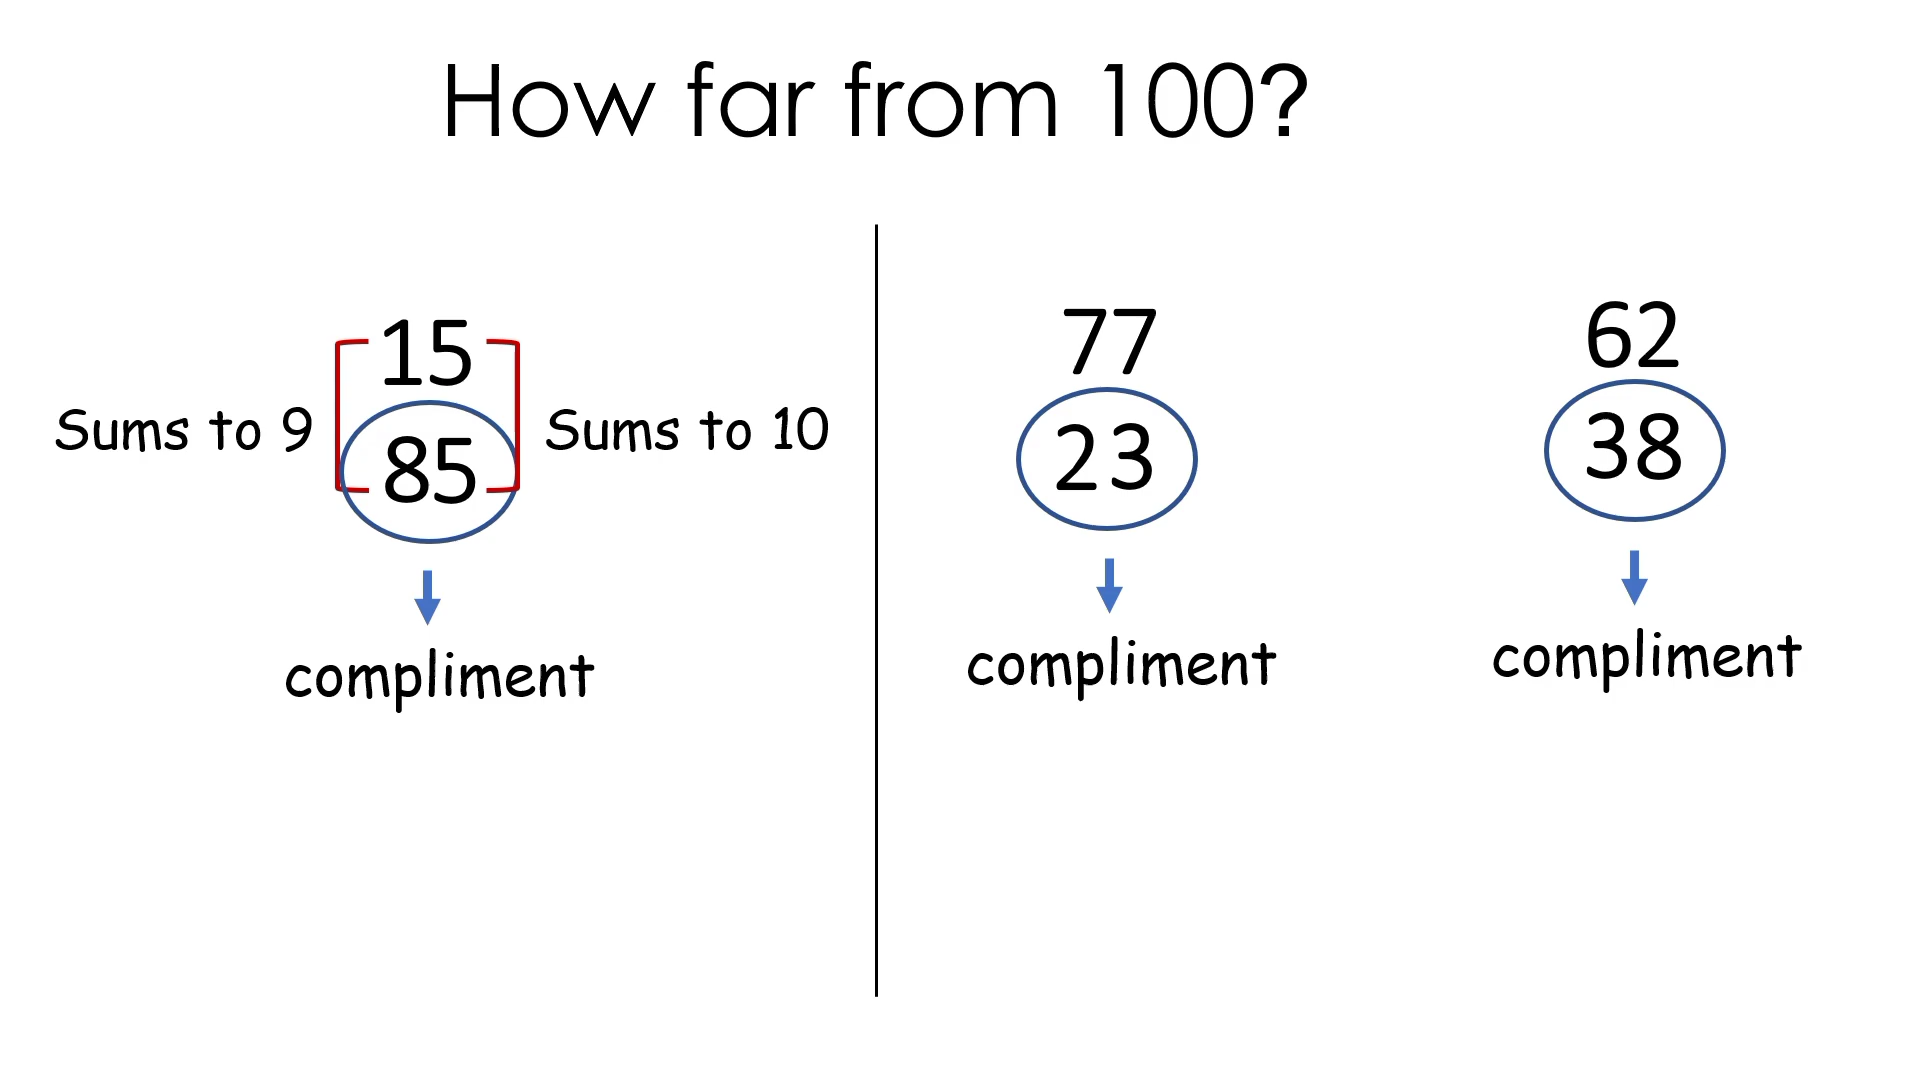 How far from 100?
15
Sums to 9
Sums to 10
85
compliment
77
23
compliment
62
38
compliment